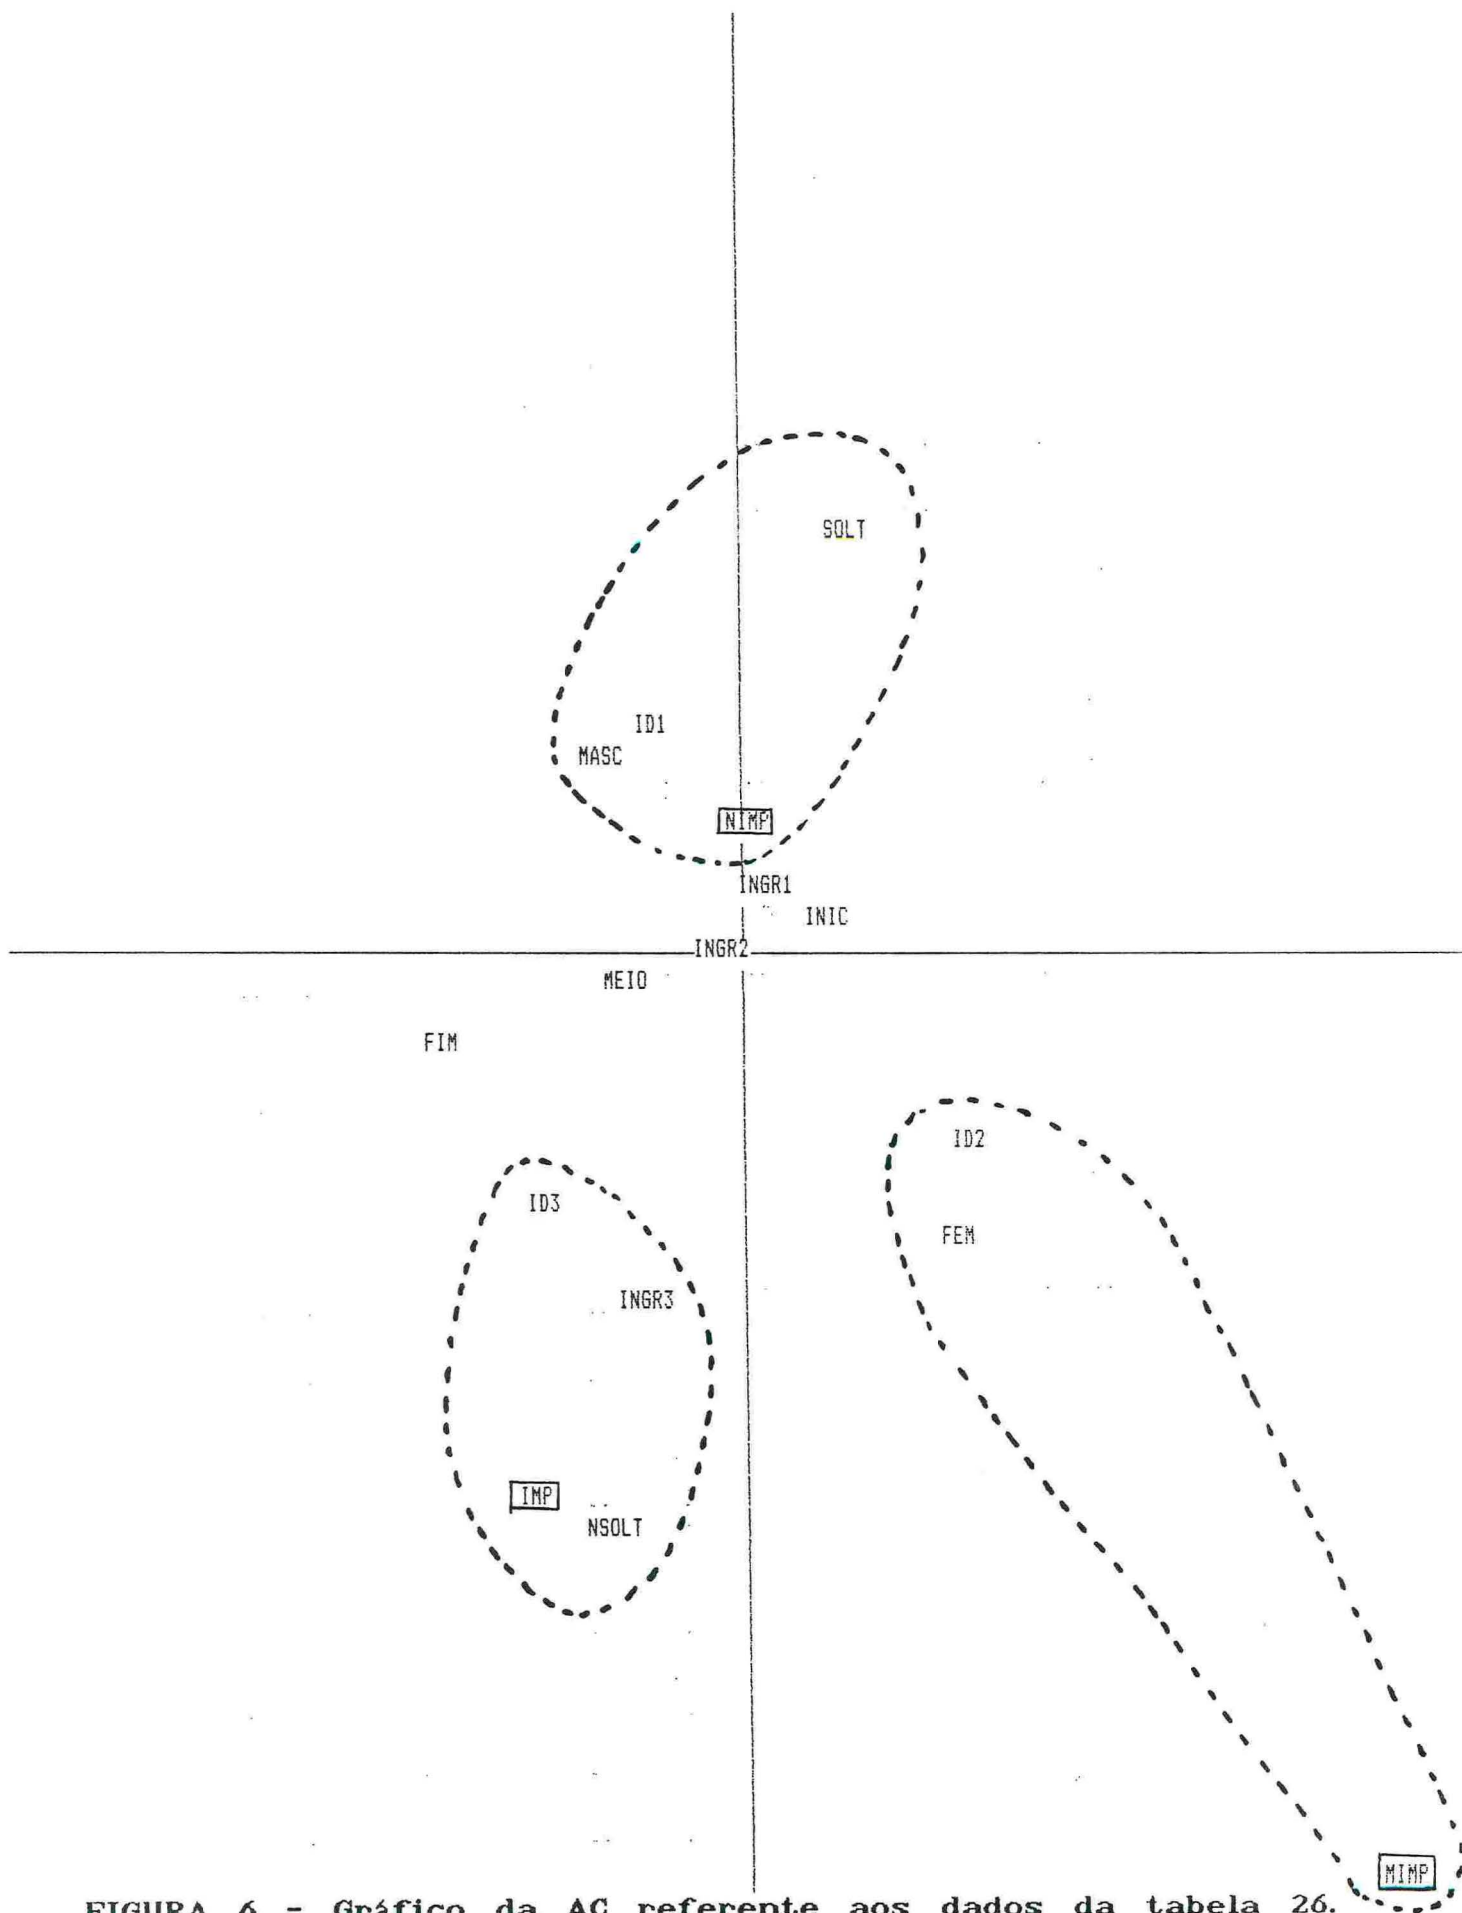 SOLT
ID1
MASC
NIMP
INGR1
INIC
INGR2
MEIO
FIM
ID2
ID3
FEM
INGR3
IMP
NSOLT
MIMP
FIGURA 6 - Gráfico da AC referente aos dados da tabela 26.